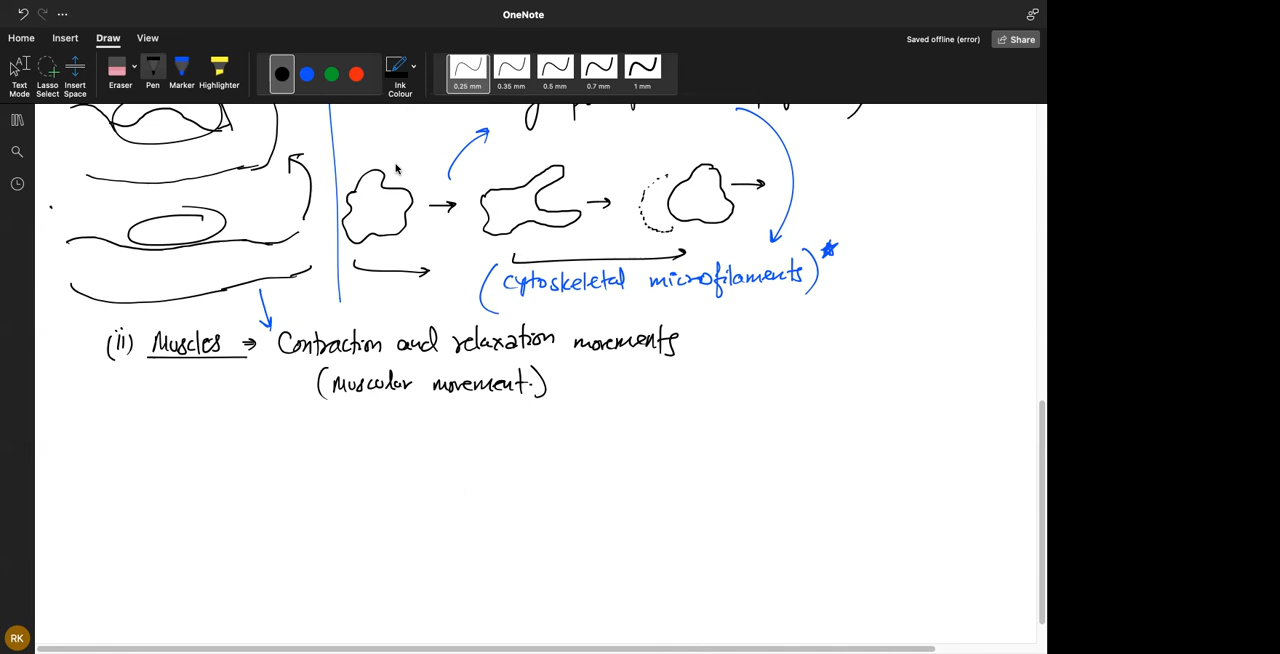 OneNote
Home Insert Draw View
Saved offline (error)
Share
Text Mode
Lasso Select
Insert Space
Eraser
Pen
Marker
Highlighter
Ink Colour
0.25 mm
0.35 mm
0.5 mm
0.7 mm
1 mm
(cytoskeletal microfilaments)*
(ii) Muscles → Contraction and relaxation movements
(muscular movement.)
RK